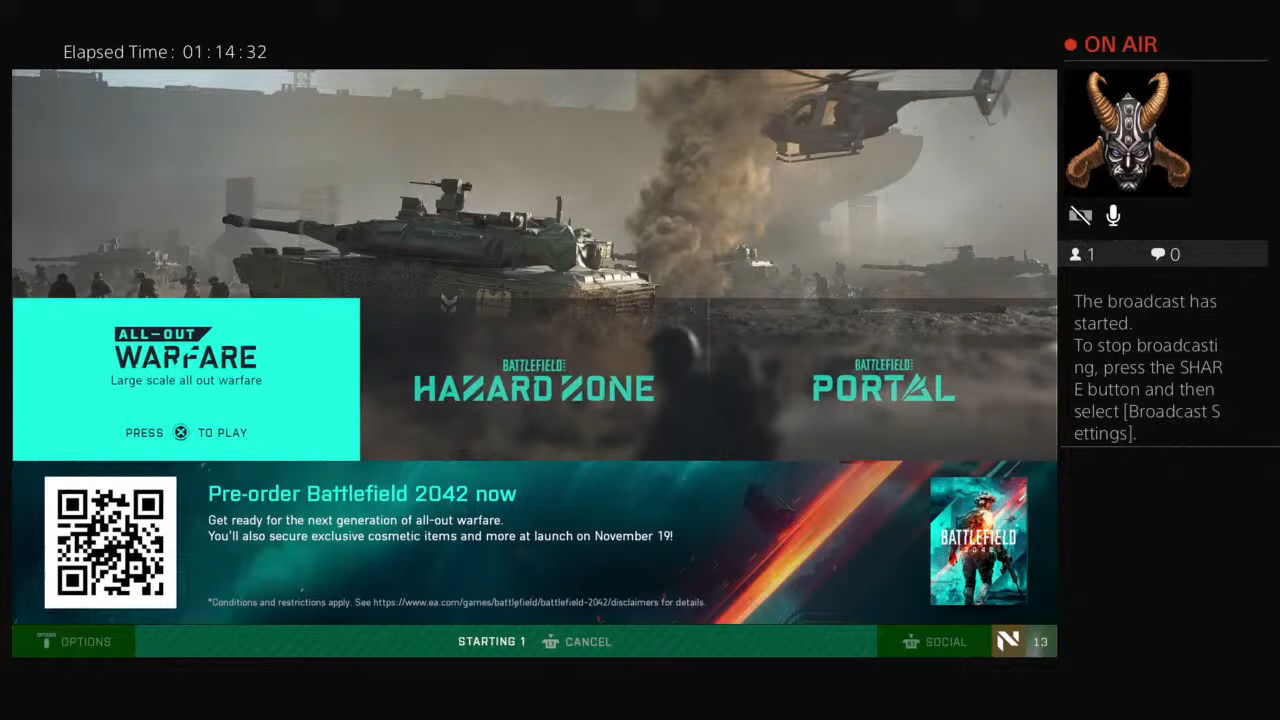 Elapsed Time: 01:14:32
ON AIR
1
0
The broadcast has
started.
To stop broadcasti
ng, press the SHAR
E button and then
select [Broadcast S
ettings].
ALL-OUT
WARFARE
Large scale all out warfare
PRESS TO PLAY
BATTLEFIELD
HAZARD ZONE
BATTLEFIELD
PORTAL
Pre-order Battlefield 2042 now
Get ready for the next generation of all-out warfare.
You'll also secure exclusive cosmetic items and more at launch on November 19!
*Conditions and restrictions apply. See https://www.ea.com/games/battlefield/battlefield-2042/disclaimers for details.
BATTLEFIELD
2042
OPTIONS
STARTING 1 CANCEL
SOCIAL
13